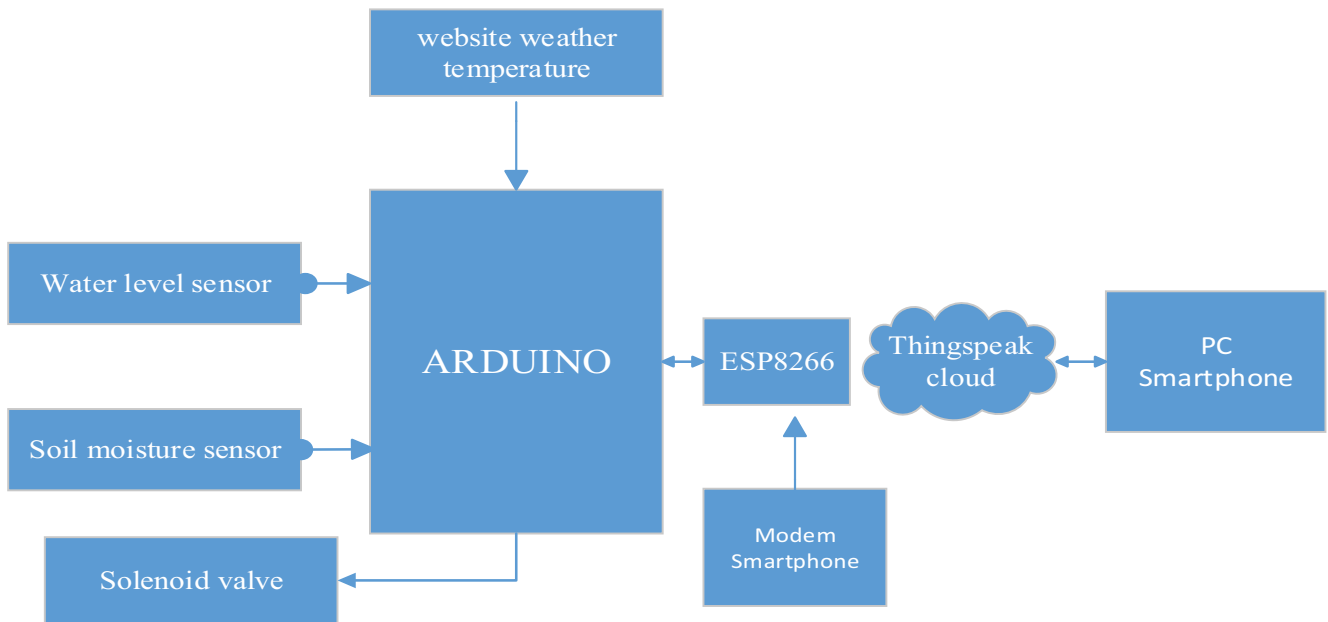 website weather
temperature
Water level sensor
ARDUINO
ESP8266
Thingspeak
cloud
PC
Smartphone
Soil moisture sensor
Modem
Smartphone
Solenoid valve